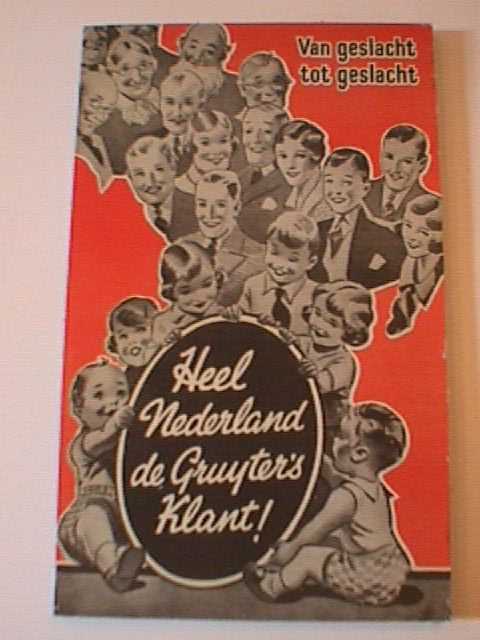 Van geslacht
tot geslacht
Heel
Nederland
de Gruyter's
Klant!